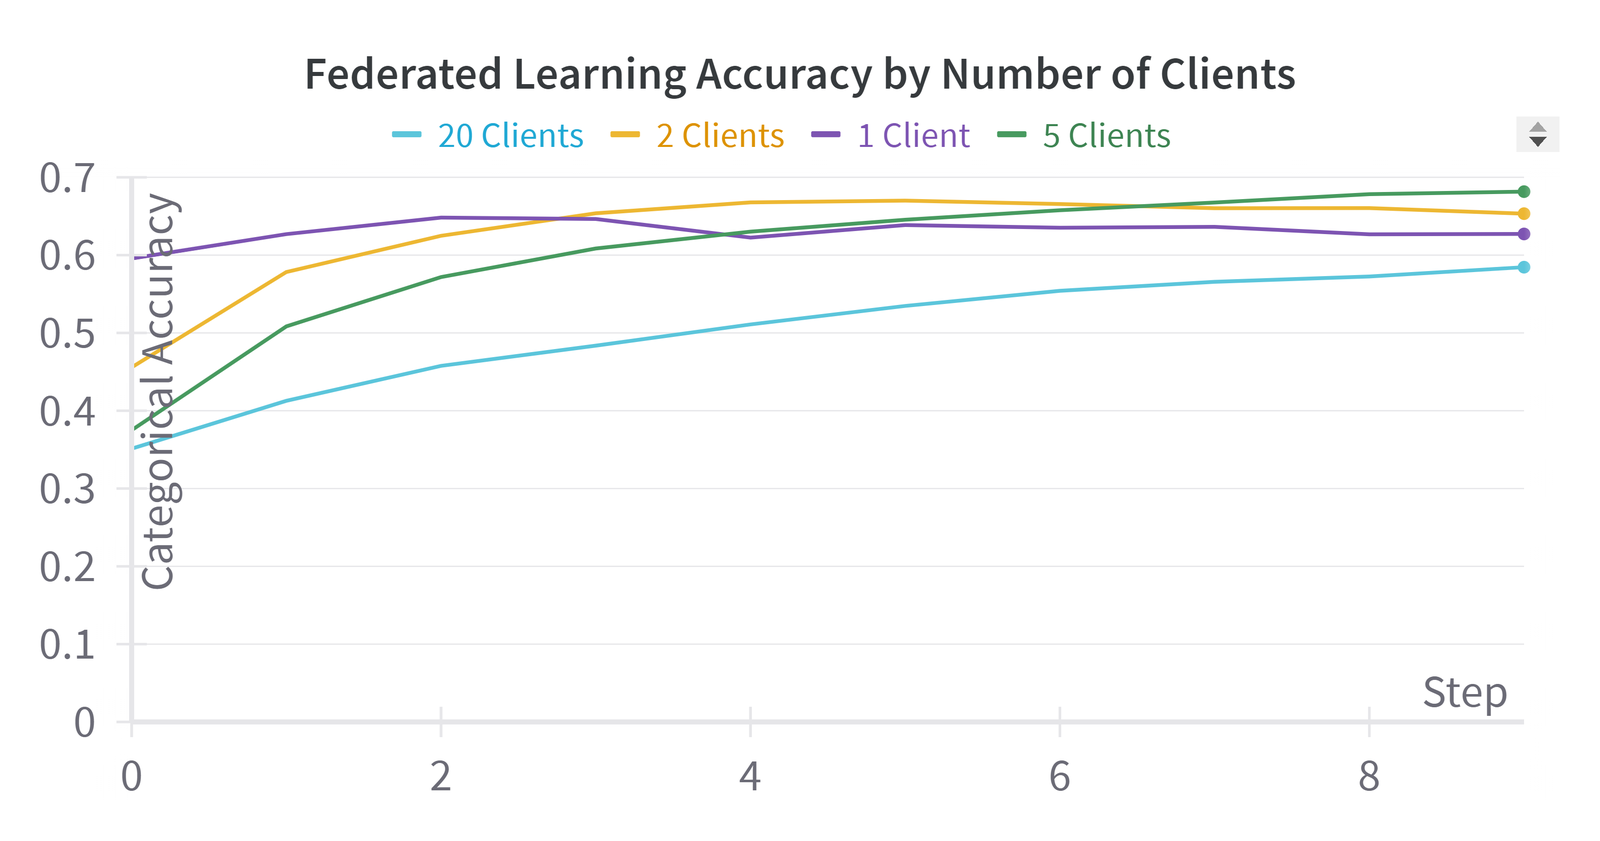 Federated Learning Accuracy by Number of Clients
20 Clients 2 Clients 1 Client 5 Clients
Categorical Accuracy
0.7
0.6
0.5
0.4
0.3
0.2
0.1
0
Step
0 2 4 6 8